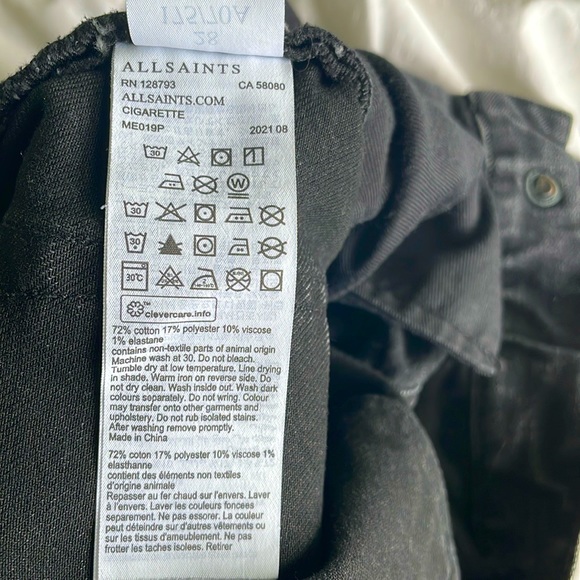 175/70A
28
ALLSAINTS
RN 128793 CA 58080
ALLSAINTS.COM
CIGARETTE
ME019P 2021 08
30
30
30
30°C
™ clevercare.info
72% cotton 17% polyester 10% viscose
1% elastane
contains non-textile parts of animal origin
Machine wash at 30. Do not bleach.
Tumble dry at low temperature. Line drying
in shade. Warm iron on reverse side. Do
not dry clean. Wash inside out. Wash dark
colours separately. Do not wring. Colour
may transfer onto other garments and
upholstery. Do not rub isolated stains.
After washing remove promptly.
Made in China
72% coton 17% polyester 10% viscose 1%
elasthanne
contient des éléments non textiles
d'origine animale
Repasser au fer chaud sur l'envers. Laver
à l'envers. Laver les couleurs foncées
separement. Ne pas essorer. La couleur
peut déteindre sur d'autres vêtements ou
sur les tissus d'ameublement. Ne pas
frotter les taches isolees. Retirer